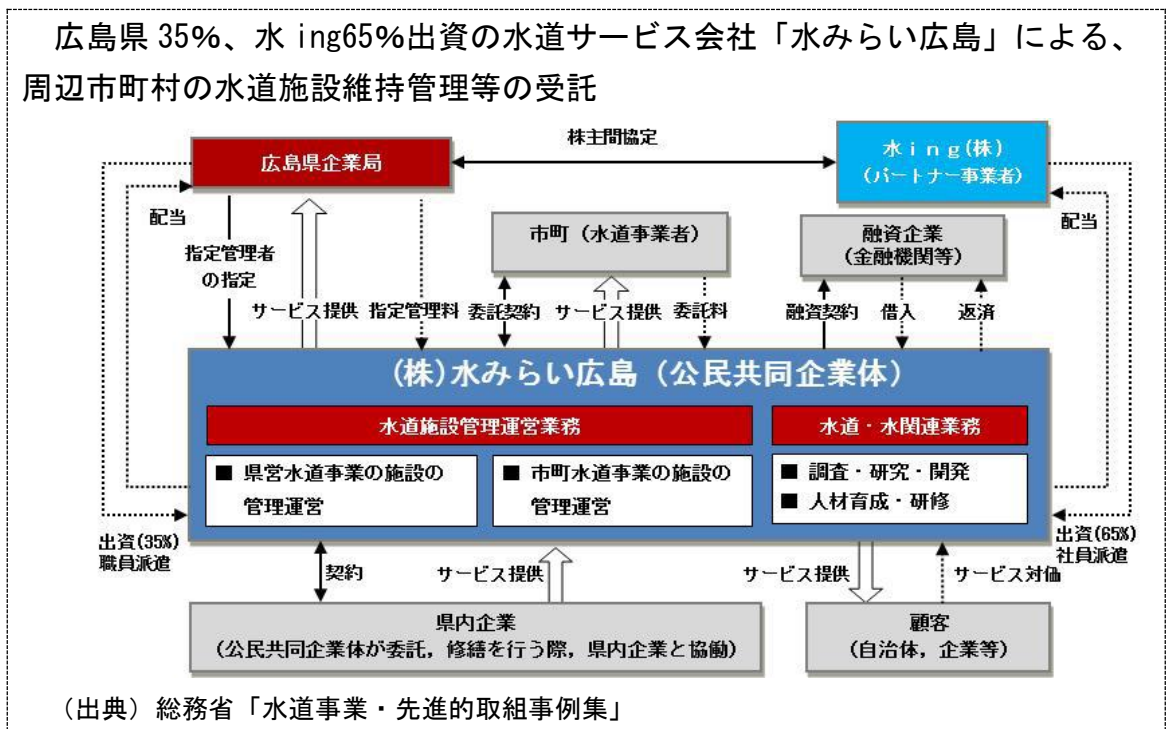 広島県 35％、水 ing65％出資の水道サービス会社「水みらい広島」による、
周辺市町村の水道施設維持管理等の受託
株主間協定
広島県企業局
水ｉｎｇ(株)
(パートナー事業者)
配当
指定管理者
の指定
市町（水道事業者）
融資企業
(金融機関等)
配当
サービス提供
指定管理料
委託契約
サービス提供
委託料
融資契約
借入
返済
(株)水みらい広島（公民共同企業体）
水道施設管理運営業務
水道・水関連業務
■ 県営水道事業の施設の
管理運営
■ 市町水道事業の施設の
管理運営
■ 調査・研究・開発
■ 人材育成・研修
出資(35%)
職員派遣
出資(65%)
社員派遣
契約
サービス提供
サービス提供
サービス対価
県内企業
(公民共同企業体が委託，修繕を行う際，県内企業と協働)
顧客
(自治体，企業等)
（出典）総務省「水道事業・先進的取組事例集」